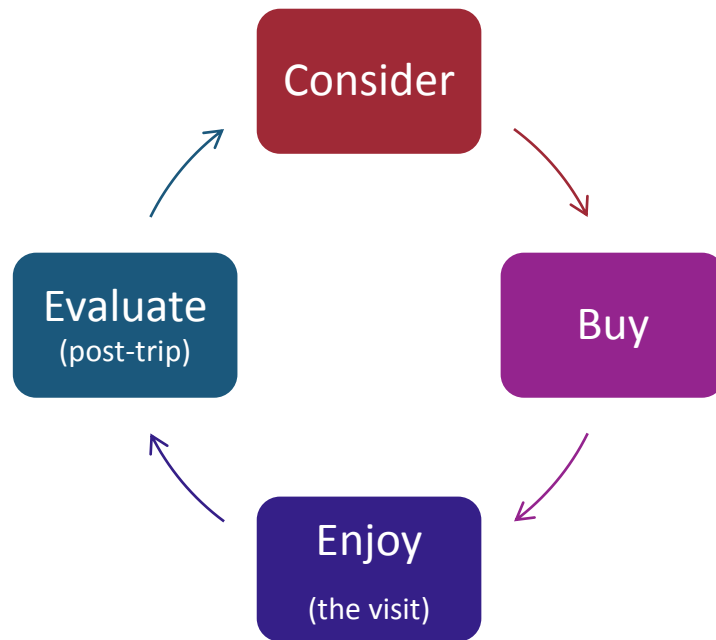 Consider
Buy
Enjoy
(the visit)
Evaluate
(post-trip)